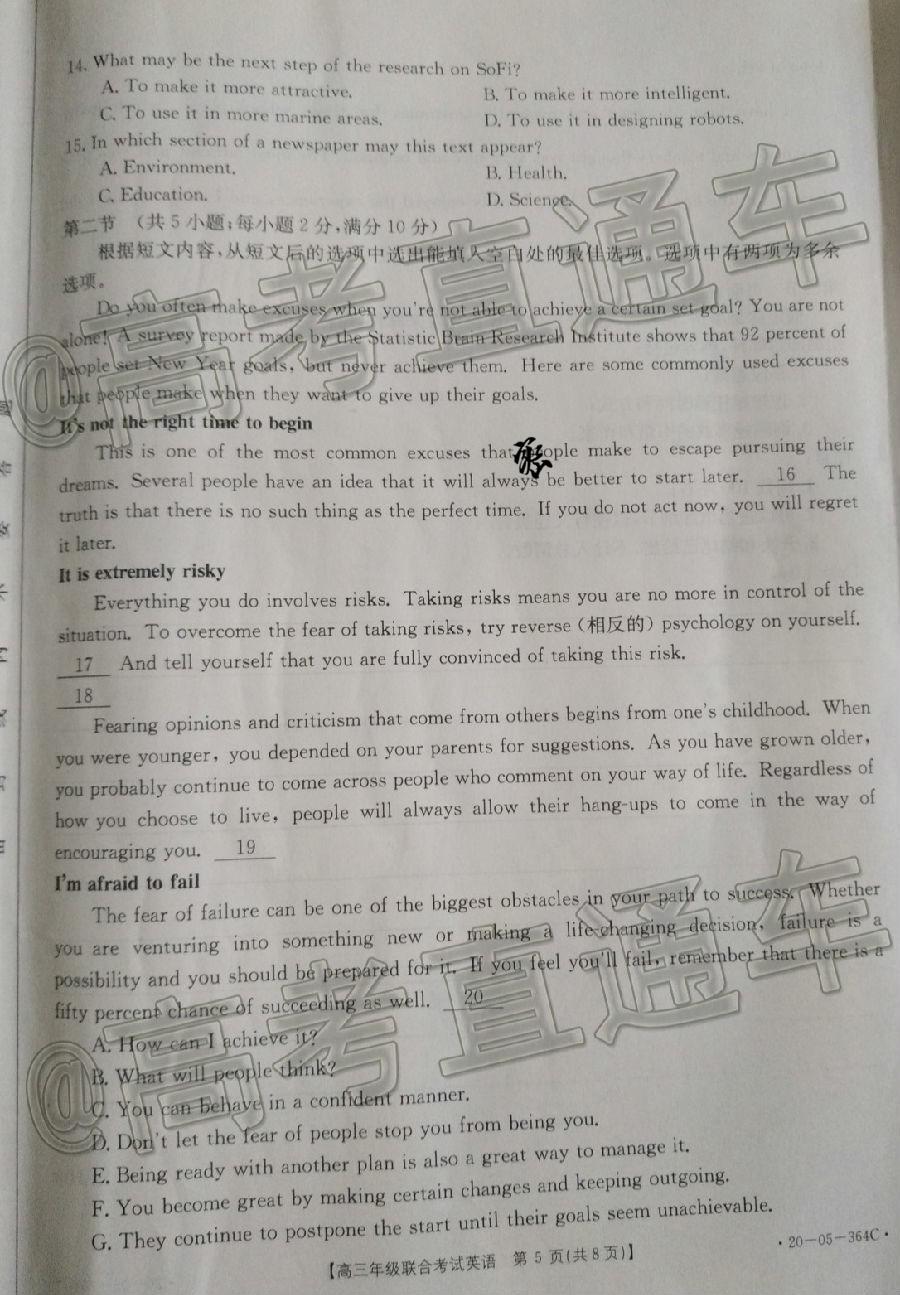 14. What may be the next step of the research on SoFi?
A. To make it more attractive. B. To make it more intelligent.
C. To use it in more marine areas. D. To use it in designing robots.
15. In which section of a newspaper may this text appear?
A. Environment. B. Health.
C. Education. D. Science.
第二节 (共5小题;每小题2分,满分10分)
根据短文内容,从短文后的选项中选出能填入空白处的最佳选项。选项中有两项为多余
选项。
Do you often make excuses when you're not able to achieve a certain set goal? You are not
alone! A survey report made by the Statistic Brain Research Institute shows that 92 percent of
people set New Year goals, but never achieve them. Here are some commonly used excuses
that people make when they want to give up their goals.
It's not the right time to begin
This is one of the most common excuses that people make to escape pursuing their
dreams. Several people have an idea that it will always be better to start later. 16 The
truth is that there is no such thing as the perfect time. If you do not act now, you will regret
it later.
It is extremely risky
Everything you do involves risks. Taking risks means you are no more in control of the
situation. To overcome the fear of taking risks, try reverse (相反的) psychology on yourself.
17 And tell yourself that you are fully convinced of taking this risk.
18
Fearing opinions and criticism that come from others begins from one's childhood. When
you were younger, you depended on your parents for suggestions. As you have grown older,
you probably continue to come across people who comment on your way of life. Regardless of
how you choose to live, people will always allow their hang-ups to come in the way of
encouraging you. 19
I'm afraid to fail
The fear of failure can be one of the biggest obstacles in your path to success. Whether
you are venturing into something new or making a life-changing decision, failure is a
possibility and you should be prepared for it. If you feel you'll fail, remember that there is a
fifty percent chance of succeeding as well. 20
A. How can I achieve it?
B. What will people think?
C. You can behave in a confident manner.
D. Don't let the fear of people stop you from being you.
E. Being ready with another plan is also a great way to manage it.
F. You become great by making certain changes and keeping outgoing.
G. They continue to postpone the start until their goals seem unachievable.
【高三年级联合考试英语 第5页(共8页)】 ·20-05-364C·
@高考直通车
@高考直通车